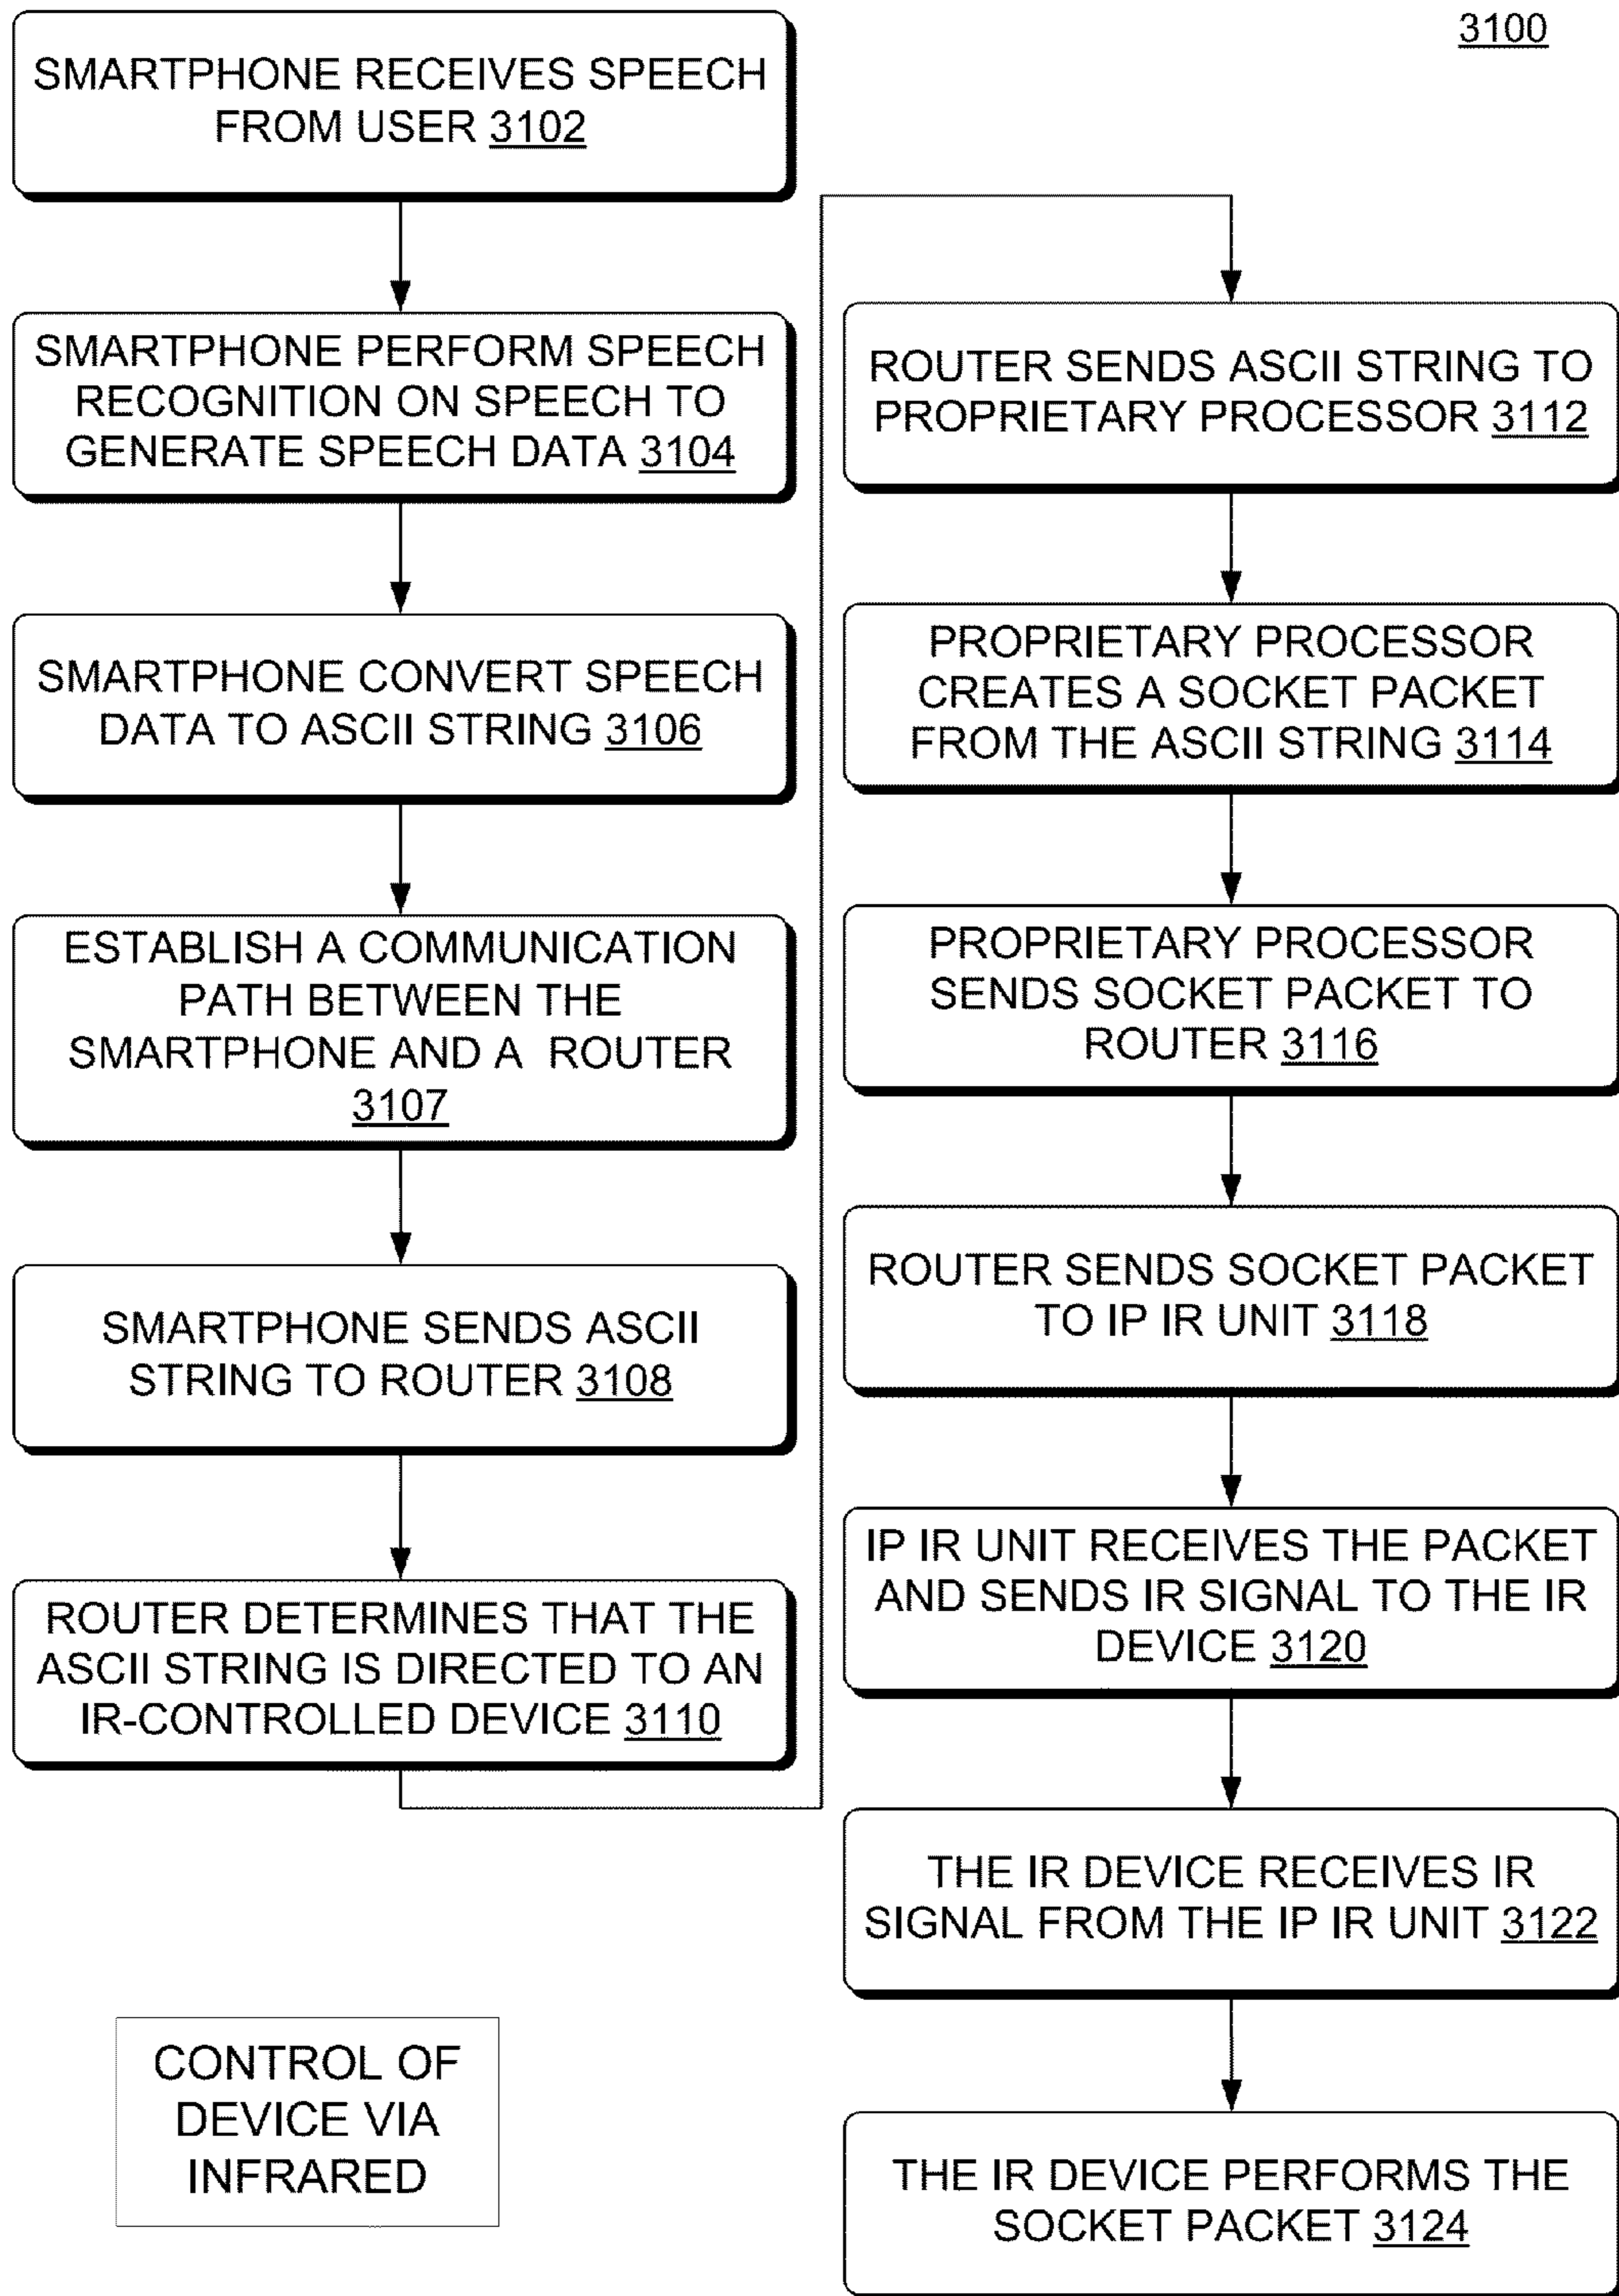 3100
SMARTPHONE RECEIVES SPEECH
FROM USER 3102
SMARTPHONE PERFORM SPEECH
RECOGNITION ON SPEECH TO
GENERATE SPEECH DATA 3104
SMARTPHONE CONVERT SPEECH
DATA TO ASCII STRING 3106
ESTABLISH A COMMUNICATION
PATH BETWEEN THE
SMARTPHONE AND A ROUTER
3107
SMARTPHONE SENDS ASCII
STRING TO ROUTER 3108
ROUTER DETERMINES THAT THE
ASCII STRING IS DIRECTED TO AN
IR-CONTROLLED DEVICE 3110
ROUTER SENDS ASCII STRING TO
PROPRIETARY PROCESSOR 3112
PROPRIETARY PROCESSOR
CREATES A SOCKET PACKET
FROM THE ASCII STRING 3114
PROPRIETARY PROCESSOR
SENDS SOCKET PACKET TO
ROUTER 3116
ROUTER SENDS SOCKET PACKET
TO IP IR UNIT 3118
IP IR UNIT RECEIVES THE PACKET
AND SENDS IR SIGNAL TO THE IR
DEVICE 3120
THE IR DEVICE RECEIVES IR
SIGNAL FROM THE IP IR UNIT 3122
THE IR DEVICE PERFORMS THE
SOCKET PACKET 3124
CONTROL OF
DEVICE VIA
INFRARED